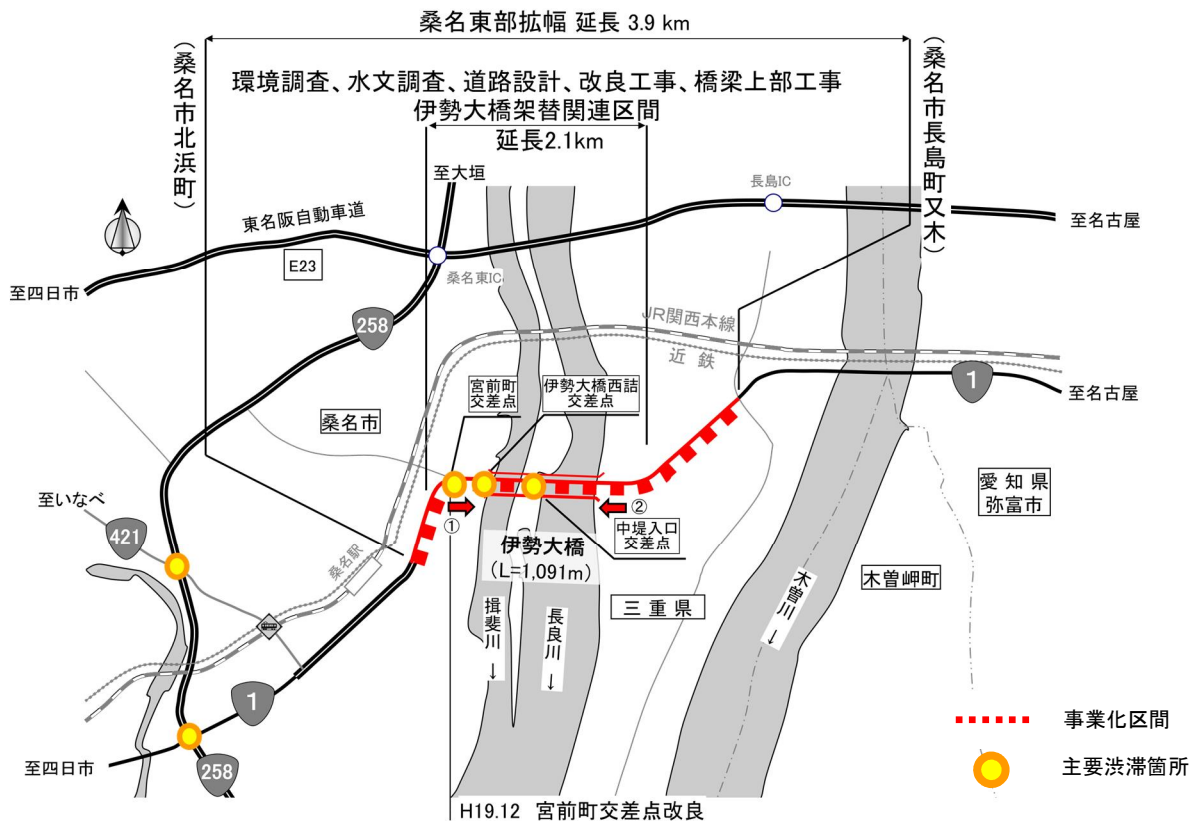 桑名東部拡幅 延長 3.9 km
（桑名市北浜町）
（桑名市長島町又木）
環境調査、水文調査、道路設計、改良工事、橋梁上部工事
伊勢大橋架替関連区間
延長2.1km
至大垣
長島IC
東名阪自動車道
至名古屋
E23
桑名東IC
至四日市
258
JR関西本線
近 鉄
1
至名古屋
宮前町
交差点
伊勢大橋西詰
交差点
桑名市
愛 知 県
弥富市
至いなべ
421
①
②
中堤入口
交差点
伊勢大橋
(L=1,091m)
桑名駅
木曽岬町
三 重 県
木曽川→
揖斐川→
長良川→
1
事業化区間
主要渋滞箇所
至四日市
258
H19.12 宮前町交差点改良